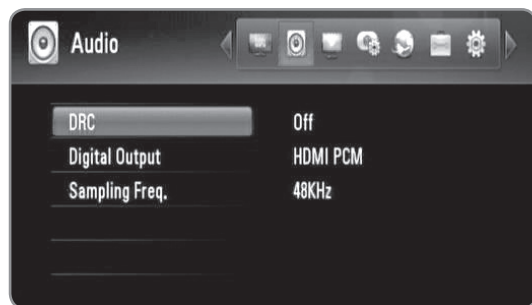 Audio
DRC Off
Digital Output HDMI PCM
Sampling Freq. 48KHz